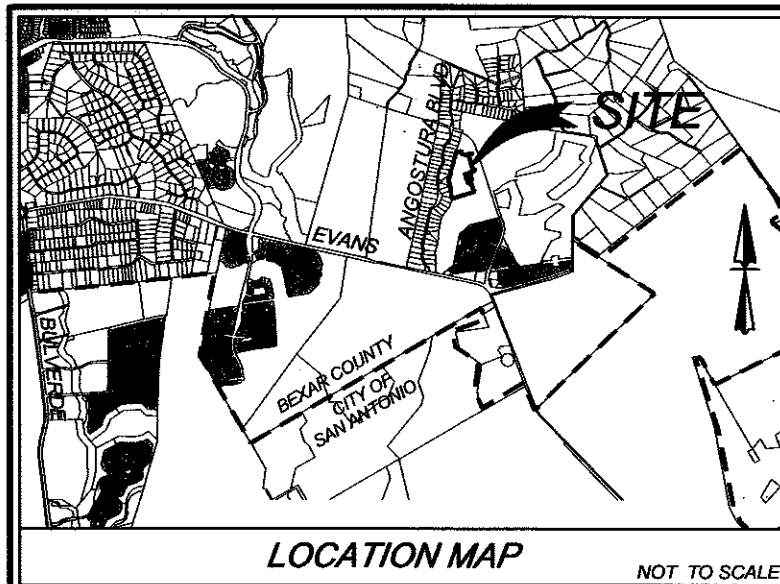 SITE
ANGOSTURA BLVD
EVANS
BULVERDE
BEXAR COUNTY
CITY OF
SAN ANTONIO
LOCATION MAP
NOT TO SCALE